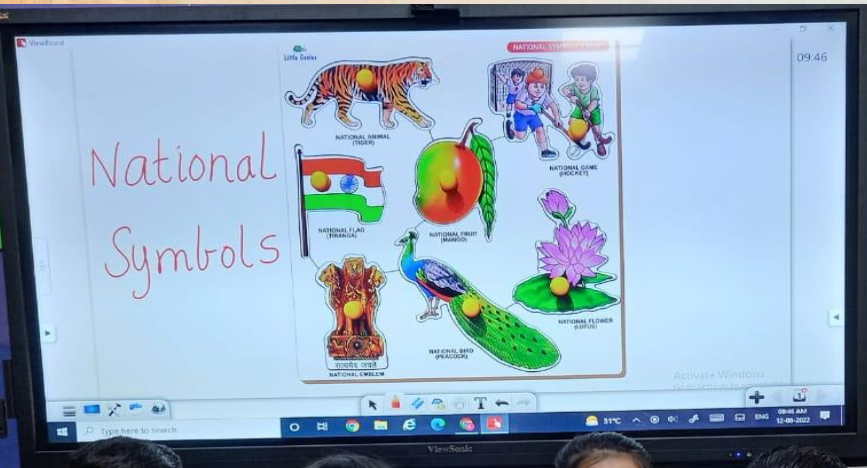 ViewBoard
09:46
Little Genius
NATIONAL
National
Symbols
NATIONAL ANIMAL
(TIGER)
NATIONAL GAME
(HOCKEY)
NATIONAL FLAG
(TIRANGA)
NATIONAL FRUIT
(MANGO)
NATIONAL FLOWER
(LOTUS)
NATIONAL BIRD
(PEACOCK)
सत्यमेव जयते
NATIONAL EMBLEM
Activate Windows
T
Type here to search
31°C
ENG
09:46 AM
12-08-2022
ViewSonic